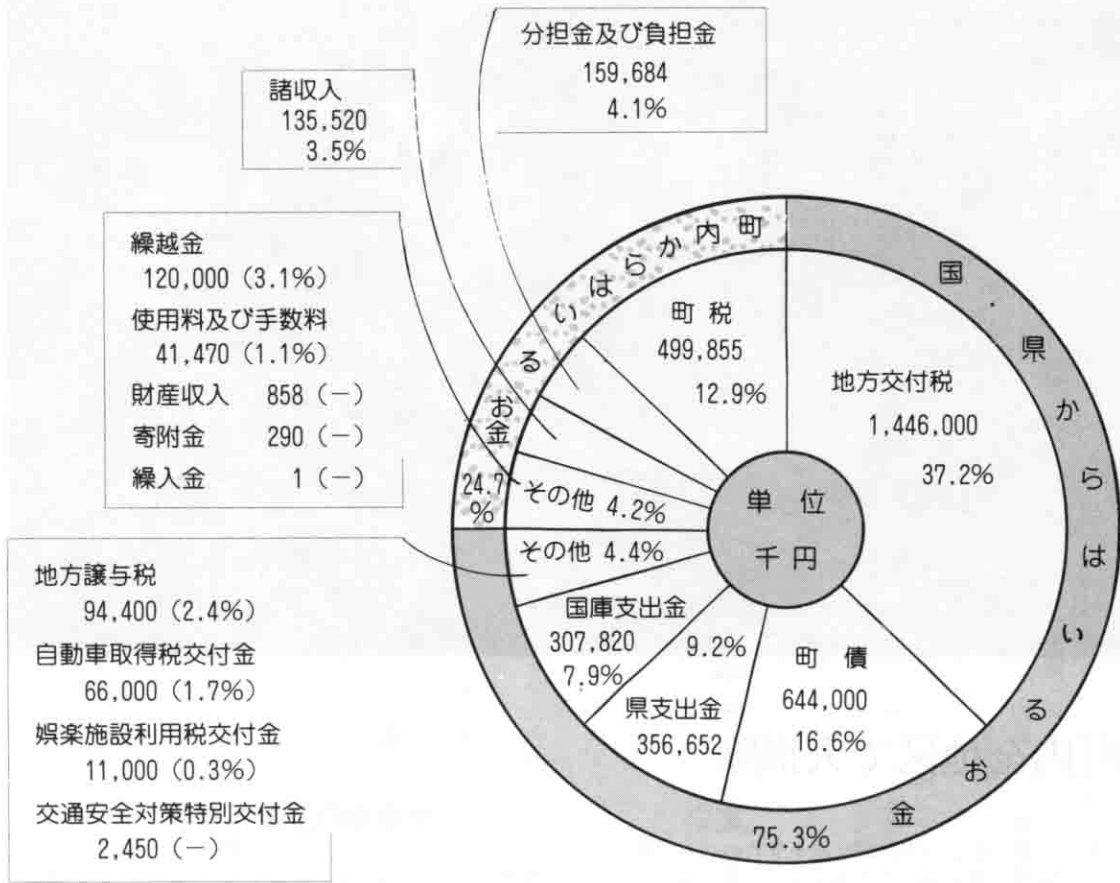 分担金及び負担金
159,684
4.1%
諸収入
135,520
3.5%
繰越金
120,000 (3.1%)
使用料及び手数料
41,470 (1.1%)
財産収入 858 (－)
寄附金 290 (－)
繰入金 1 (－)
地方譲与税
94,400 (2.4%)
自動車取得税交付金
66,000 (1.7%)
娯楽施設利用税交付金
11,000 (0.3%)
交通安全対策特別交付金
2,450 (－)
町内からはいるお金
24.7
%
国県からはいるお金
75.3%
町税
499,855
12.9%
地方交付税
1,446,000
37.2%
単位
千円
その他 4.2%
その他 4.4%
国庫支出金
307,820
7.9%
9.2%
県支出金
356,652
町債
644,000
16.6%